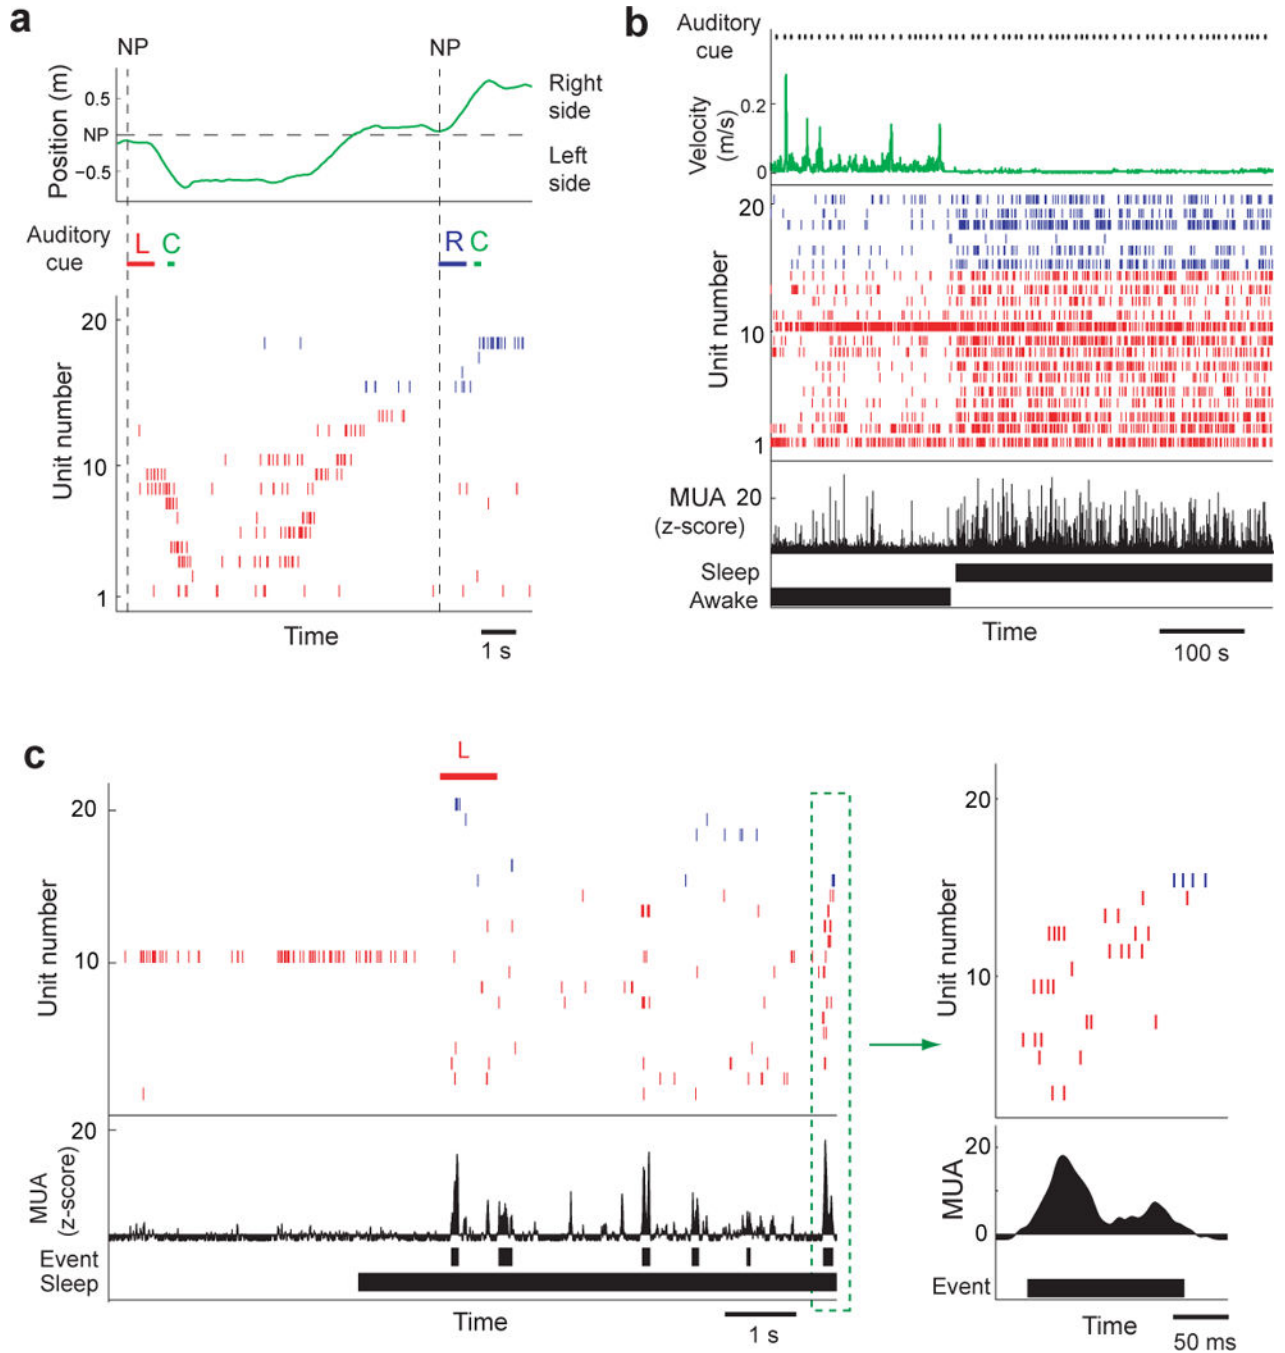 a
NP NP
Position (m)
0.5
NP
−0.5
Right side
Left side
Auditory cue
L C R C
Unit number
20
10
1
Time
1 s
b
Auditory cue
Velocity (m/s)
0.2
0
Unit number
20
10
1
MUA (z-score)
20
Sleep
Awake
Time
100 s
c
L
Unit number
20
10
MUA (z-score)
20
0
Event
Sleep
Time
1 s
Unit number
20
10
MUA
20
0
Event
Time
50 ms